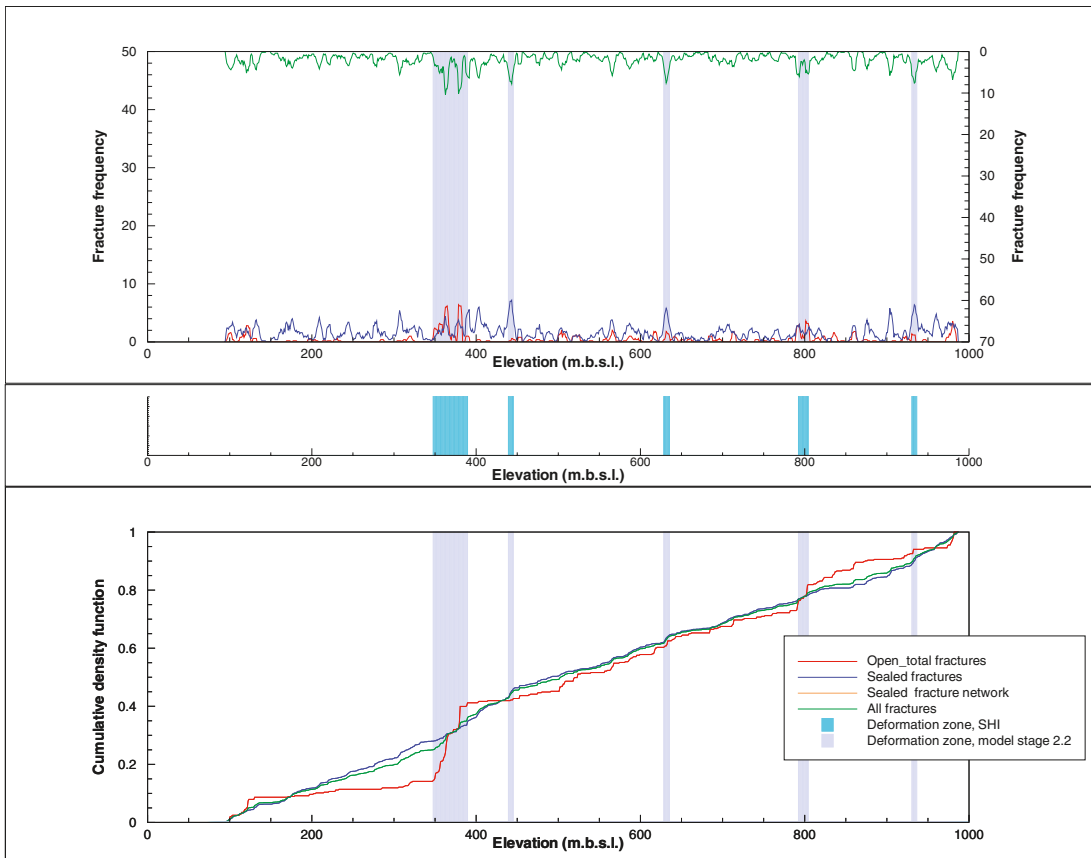 50
40
30
20
10
0
Fracture frequency
0
10
20
30
40
50
60
70
Fracture frequency
0 200 400 600 800 1000
Elevation (m.b.s.l.)
0 200 400 600 800 1000
Elevation (m.b.s.l.)
1
0.8
0.6
0.4
0.2
0
Cumulative density function
Open_total fractures
Sealed fractures
Sealed fracture network
All fractures
Deformation zone, SHI
Deformation zone, model stage 2.2
0 200 400 600 800 1000
Elevation (m.b.s.l.)